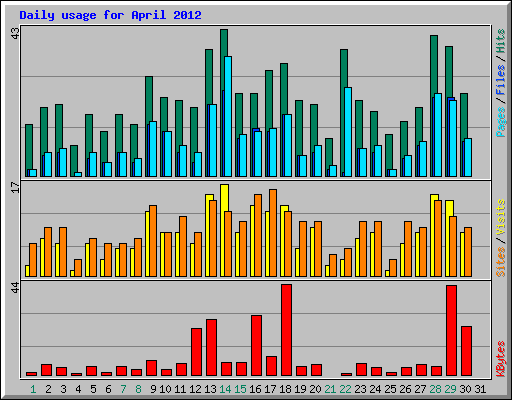 Daily usage for April 2012
43
Pages / Files / Hits
17
Sites / Visits
44
KBytes
1 2 3 4 5 6 7 8 9 10 11 12 13 14 15 16 17 18 19 20 21 22 23 24 25 26 27 28 29 30 31